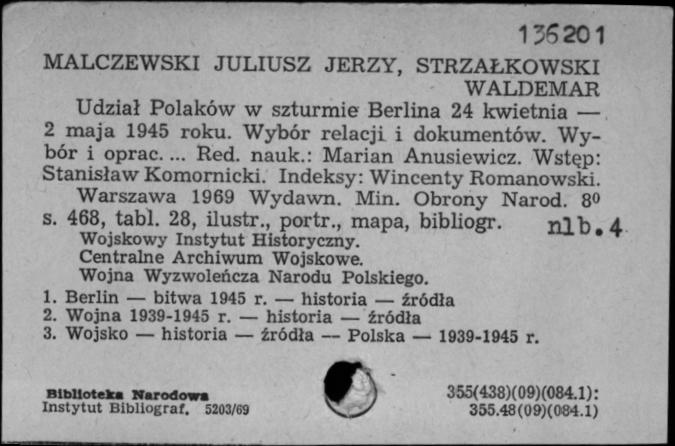 136201
MALCZEWSKI JULIUSZ JERZY, STRZAŁKOWSKI
WALDEMAR
Udział Polaków w szturmie Berlina 24 kwietnia —
2 maja 1945 roku. Wybór relacji i dokumentów. Wy-
bór i oprac. ... Red. nauk.: Marian Anusiewicz. Wstęp:
Stanisław Komornicki. Indeksy: Wincenty Romanowski.
Warszawa 1969 Wydawn. Min. Obrony Narod. 8⁰
s. 468, tabl. 28, ilustr., portr., mapa, bibliogr. nlb.4
Wojskowy Instytut Historyczny.
Centralne Archiwum Wojskowe.
Wojna Wyzwoleńcza Narodu Polskiego.
1. Berlin — bitwa 1945 r. — historia — źródła
2. Wojna 1939-1945 r. — historia — źródła
3. Wojsko — historia — źródła — Polska — 1939-1945 r.
Biblioteka Narodowa 355(438)(09)(084.1):
Instytut Bibliograf. 5203/69 355.48(09)(084.1)